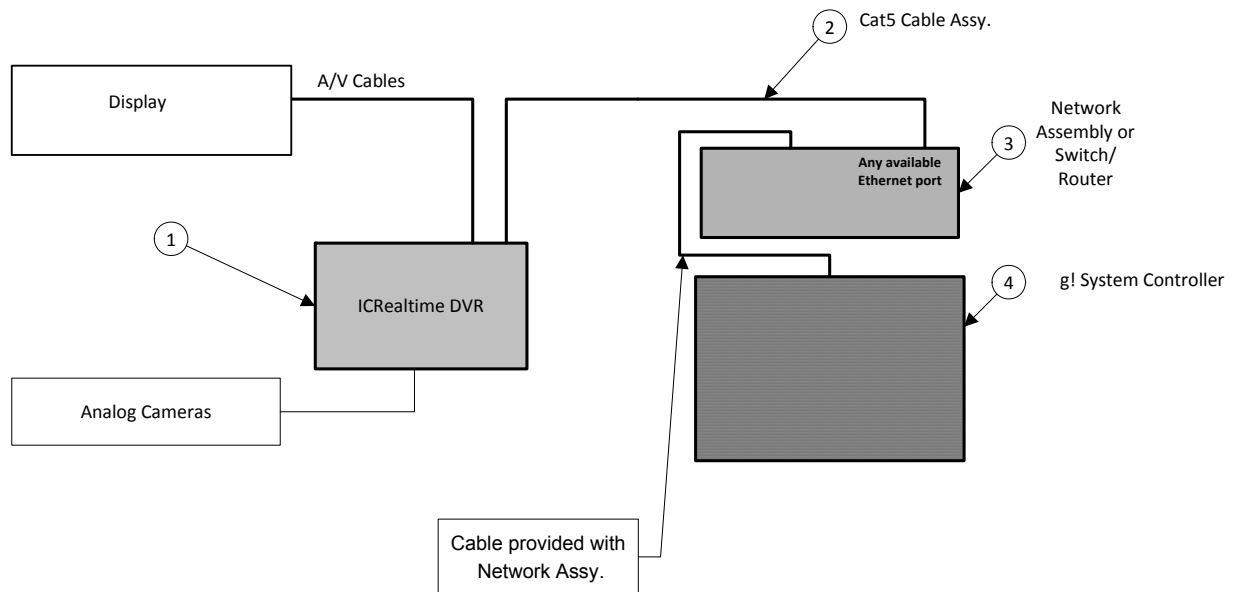 2
Cat5 Cable Assy.
A/V Cables
Display
Network
Assembly or
Switch/
Router
3
Any available
Ethernet port
1
ICRealtime DVR
4
g! System Controller
Analog Cameras
Cable provided with
Network Assy.